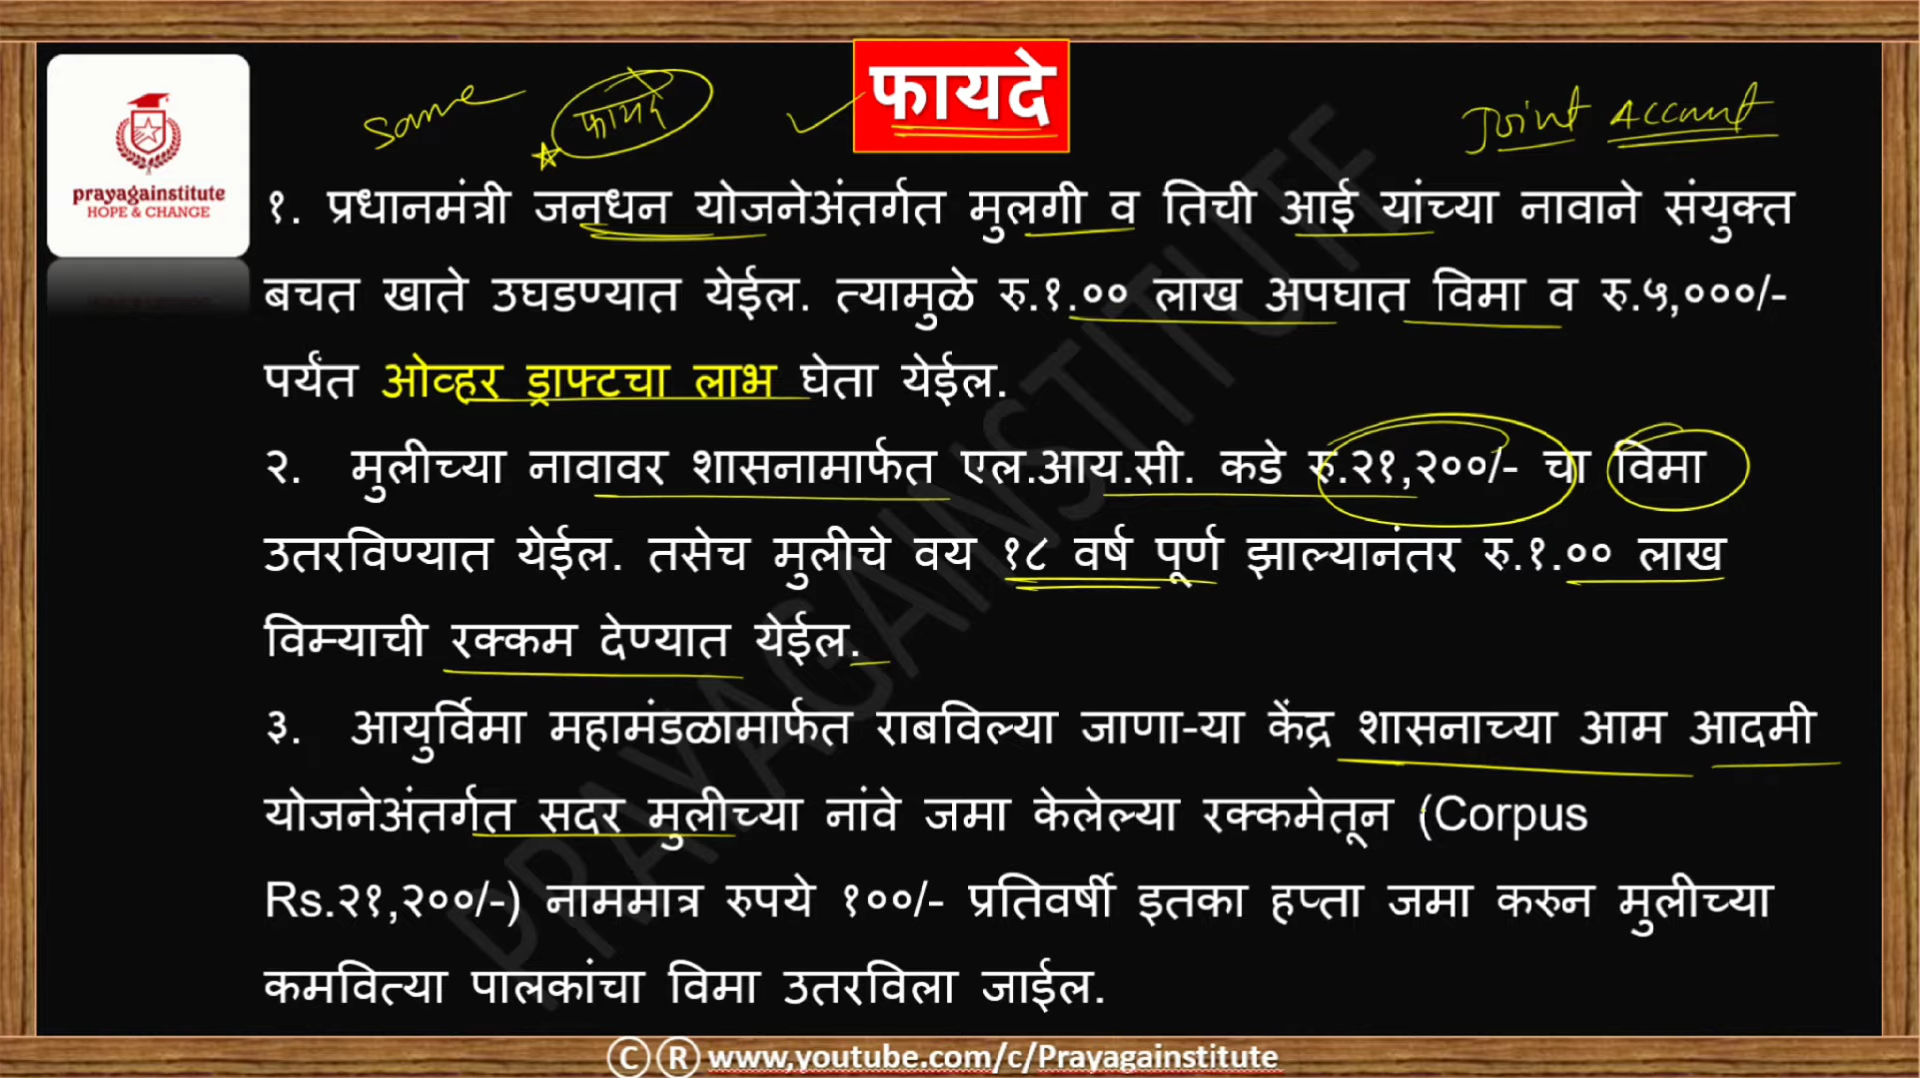 फायदे
same फायदे
Joint Account
prayagainstitute
HOPE & CHANGE
१. प्रधानमंत्री जनधन योजनेअंतर्गत मुलगी व तिची आई यांच्या नावाने संयुक्त
बचत खाते उघडण्यात येईल. त्यामुळे रु.१.०० लाख अपघात विमा व रु.५,०००/-
पर्यंत ओव्हर ड्राफ्टचा लाभ घेता येईल.
२. मुलीच्या नावावर शासनामार्फत एल.आय.सी. कडे रु.२१,२००/- चा विमा
उतरविण्यात येईल. तसेच मुलीचे वय १८ वर्ष पूर्ण झाल्यानंतर रु.१.०० लाख
विम्याची रक्कम देण्यात येईल.
३. आयुर्विमा महामंडळामार्फत राबविल्या जाणा-या केंद्र शासनाच्या आम आदमी
योजनेअंतर्गत सदर मुलीच्या नांवे जमा केलेल्या रक्कमेतून (Corpus
Rs.२१,२००/-) नाममात्र रुपये १००/- प्रतिवर्षी इतका हप्ता जमा करुन मुलीच्या
कमवित्या पालकांचा विमा उतरविला जाईल.
PRAYAGAINSTITUTE
© ® www,youtube.com/c/Prayagainstitute